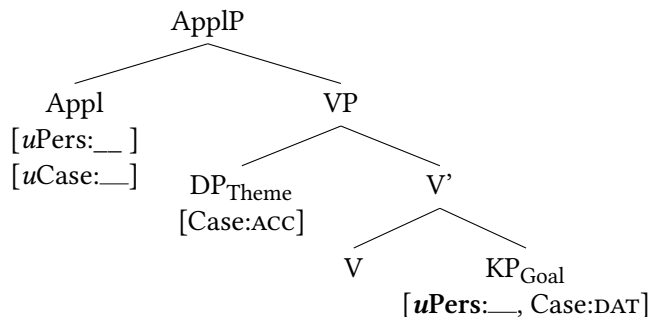 ApplP
Appl VP
[uPers:__ ]
[uCase:__]
DPTheme V’
[Case:ACC]
V KPGoal
[uPers:__, Case:DAT]